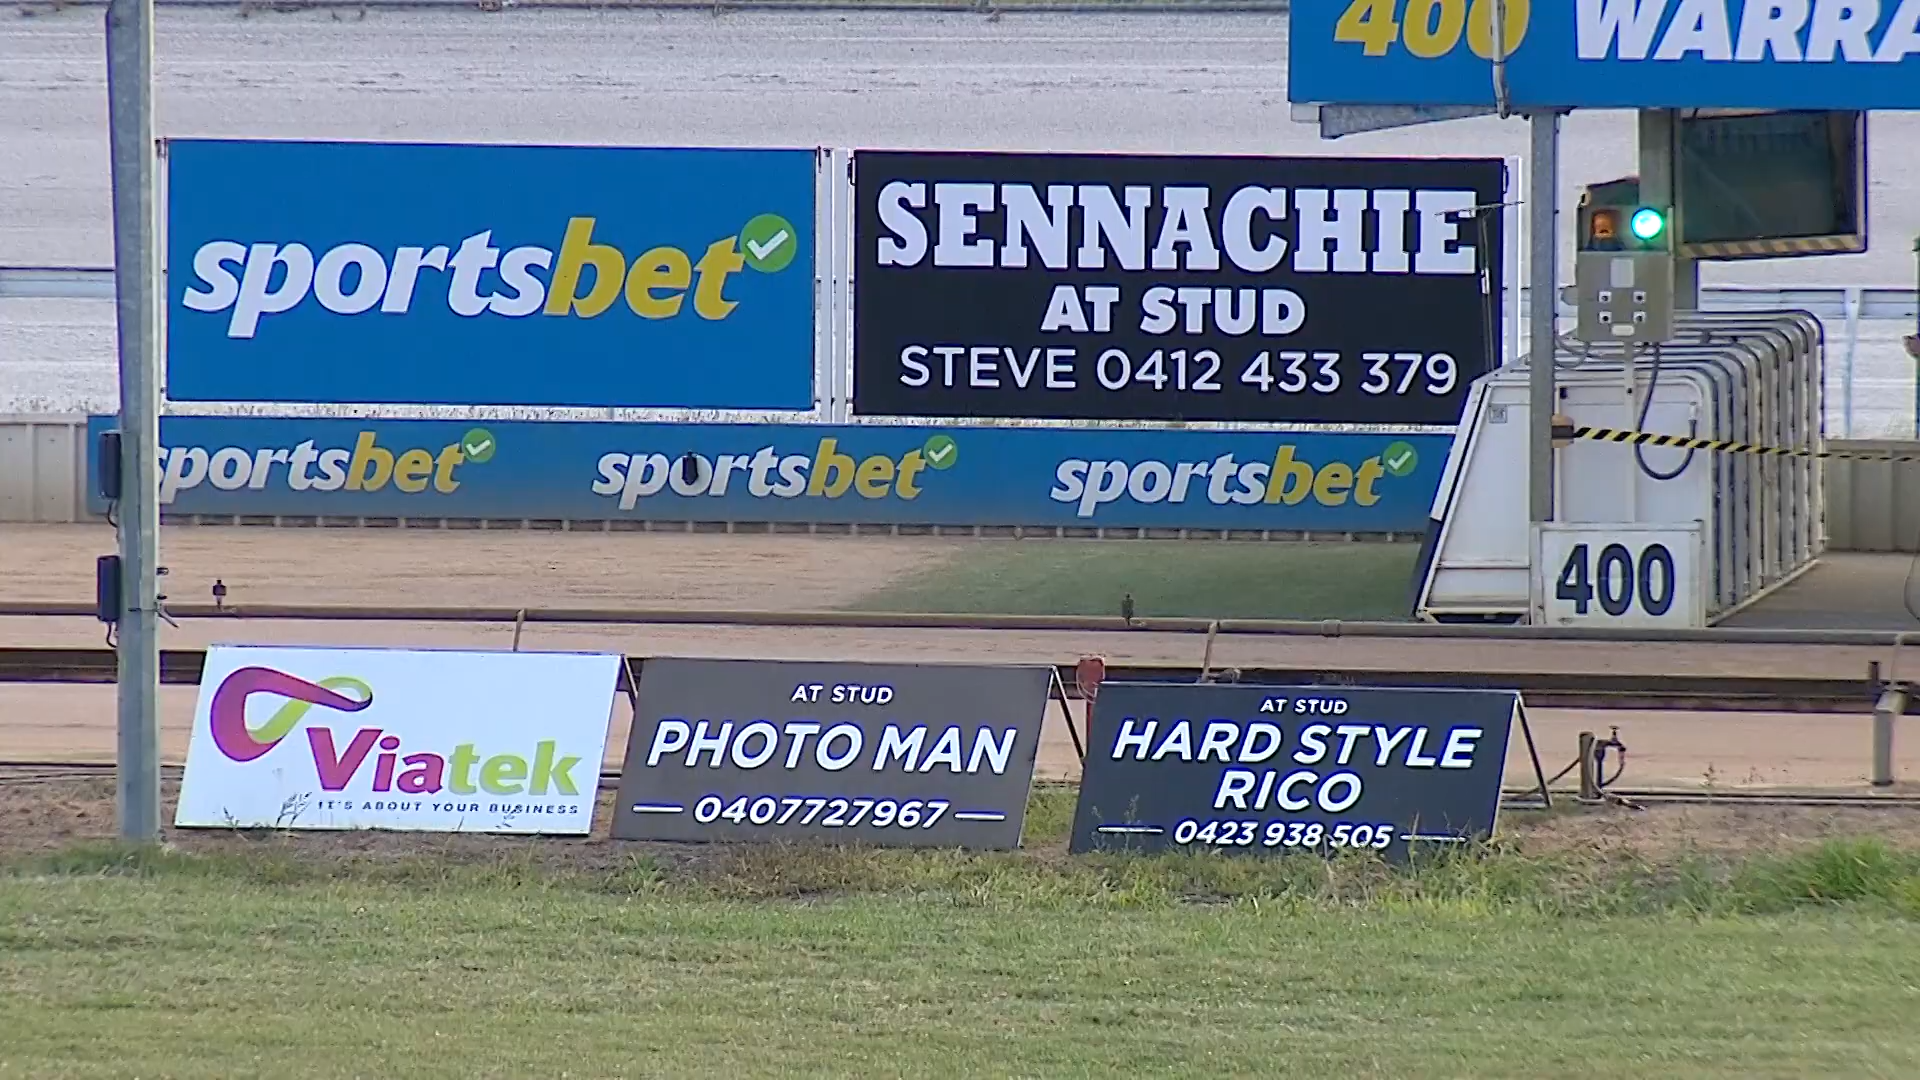 400 WARRA
sportsbet
SENNACHIE
AT STUD
STEVE 0412 433 379
sportsbet sportsbet sportsbet
400
Viatek
IT'S ABOUT YOUR BUSINESS
AT STUD
PHOTO MAN
0407727967
AT STUD
HARD STYLE
RICO
0423 938 505